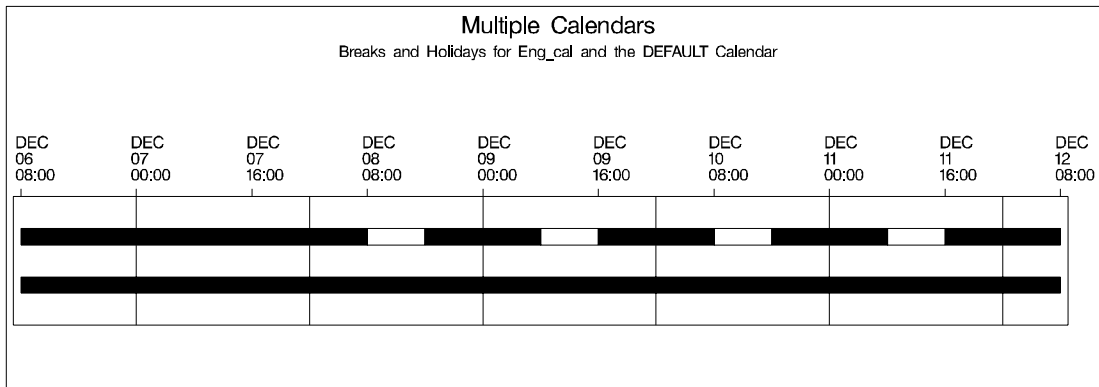 Multiple Calendars
Breaks and Holidays for Eng_cal and the DEFAULT Calendar
DEC DEC DEC DEC DEC DEC DEC DEC DEC DEC
06 07 07 08 09 09 10 11 11 12
08:00 00:00 16:00 08:00 00:00 16:00 08:00 00:00 16:00 08:00